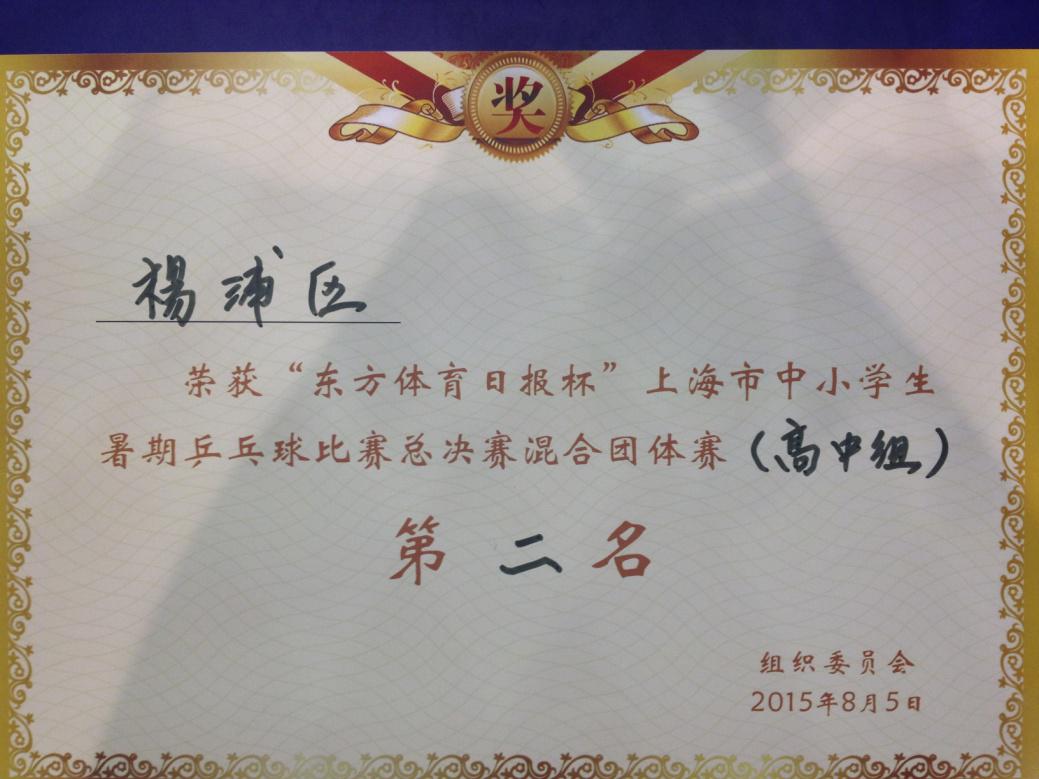 奖
楊浦区
荣获“东方体育日报杯”上海市中小学生
暑期乒乓球比赛总决赛混合团体赛（高中组）
第二名
组织委员会
2015年8月5日